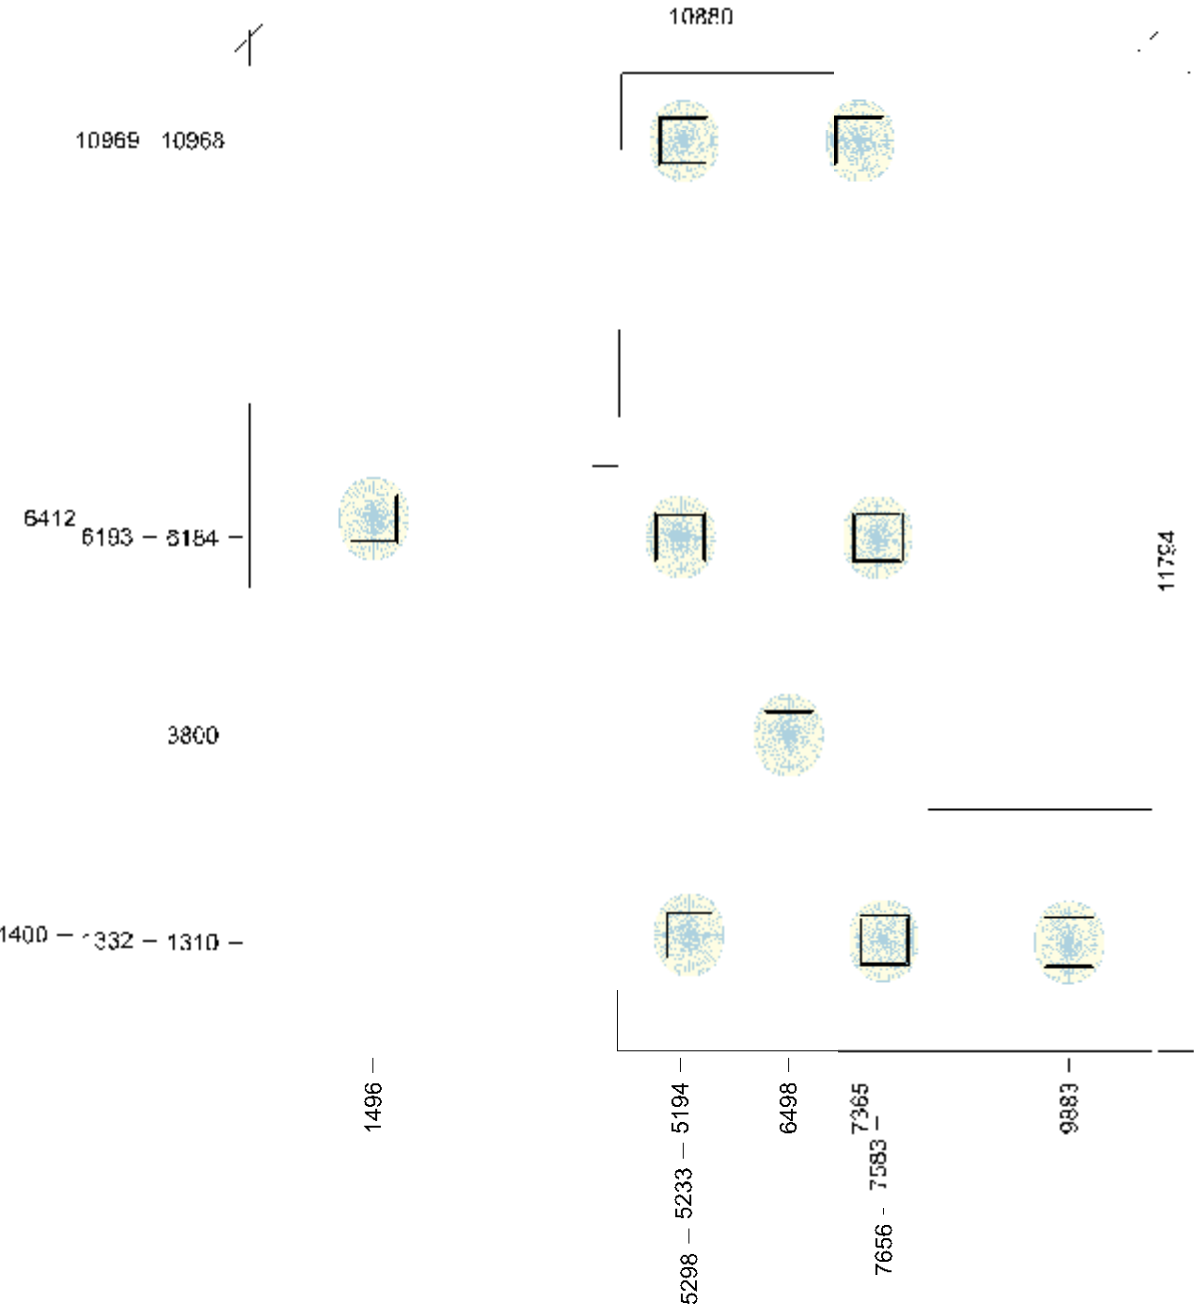 10880
10969 10968
6412
6193 – 6184 –
11794
3800
1400 – 332 – 1310 –
1496 –
5298 – 5233 – 5194 –
6498 –
7365
7656 - 7583 –
9883 –